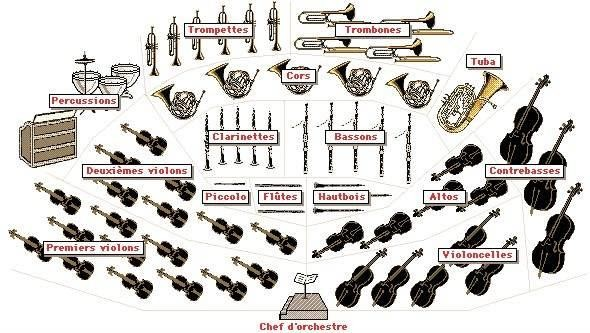 Trompettes
Trombones
Cors
Tuba
Percussions
Clarinettes
Bassons
Deuxièmes violons
Contrebasses
Piccolo
Flûtes
Hautbois
Altos
Premiers violons
Violoncelles
Chef d'orchestre